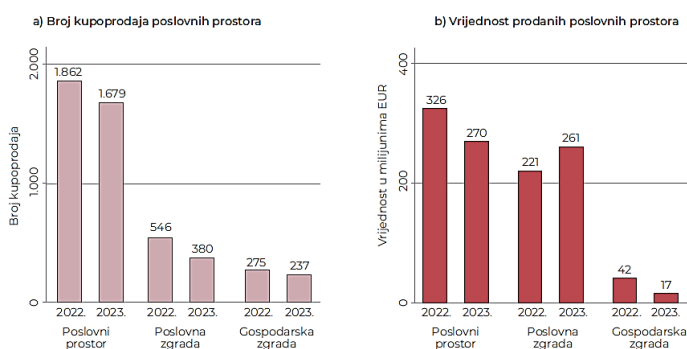 a) Broj kupoprodaja poslovnih prostora
Broj kupoprodaja
2.000
1.000
0
1.862
1.679
546
380
275
237
2022. 2023. 2022. 2023. 2022. 2023.
Poslovni prostor
Poslovna zgrada
Gospodarska zgrada
b) Vrijednost prodanih poslovnih prostora
Vrijednost u milijunima EUR
400
200
0
326
270
221
261
42
17
2022. 2023. 2022. 2023. 2022. 2023.
Poslovni prostor
Poslovna zgrada
Gospodarska zgrada